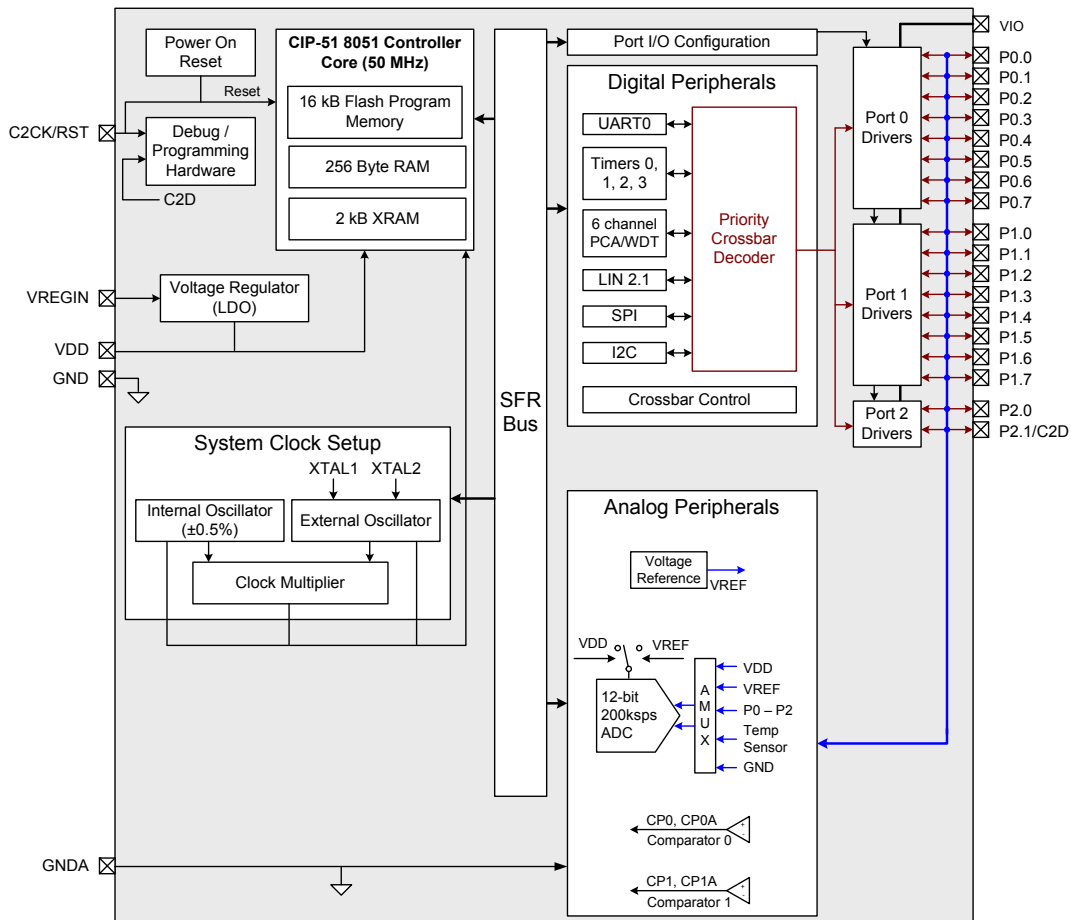 Power On
Reset
Reset
C2CK/RST
Debug /
Programming
Hardware
C2D
CIP-51 8051 Controller
Core (50 MHz)
16 kB Flash Program
Memory
256 Byte RAM
2 kB XRAM
VREGIN
Voltage Regulator
(LDO)
VDD
GND
System Clock Setup
XTAL1
XTAL2
Internal Oscillator
(±0.5%)
External Oscillator
Clock Multiplier
GNDA
SFR
Bus
Port I/O Configuration
Digital Peripherals
UART0
Timers 0,
1, 2, 3
6 channel
PCA/WDT
LIN 2.1
SPI
I2C
Priority
Crossbar
Decoder
Crossbar Control
Port 0
Drivers
Port 1
Drivers
Port 2
Drivers
VIO
P0.0
P0.1
P0.2
P0.3
P0.4
P0.5
P0.6
P0.7
P1.0
P1.1
P1.2
P1.3
P1.4
P1.5
P1.6
P1.7
P2.0
P2.1/C2D
Analog Peripherals
Voltage
Reference
VREF
VDD
VREF
12-bit
200ksps
ADC
A
M
U
X
VDD
VREF
P0 – P2
Temp
Sensor
GND
CP0, CP0A
+
-
Comparator 0
CP1, CP1A
+
-
Comparator 1